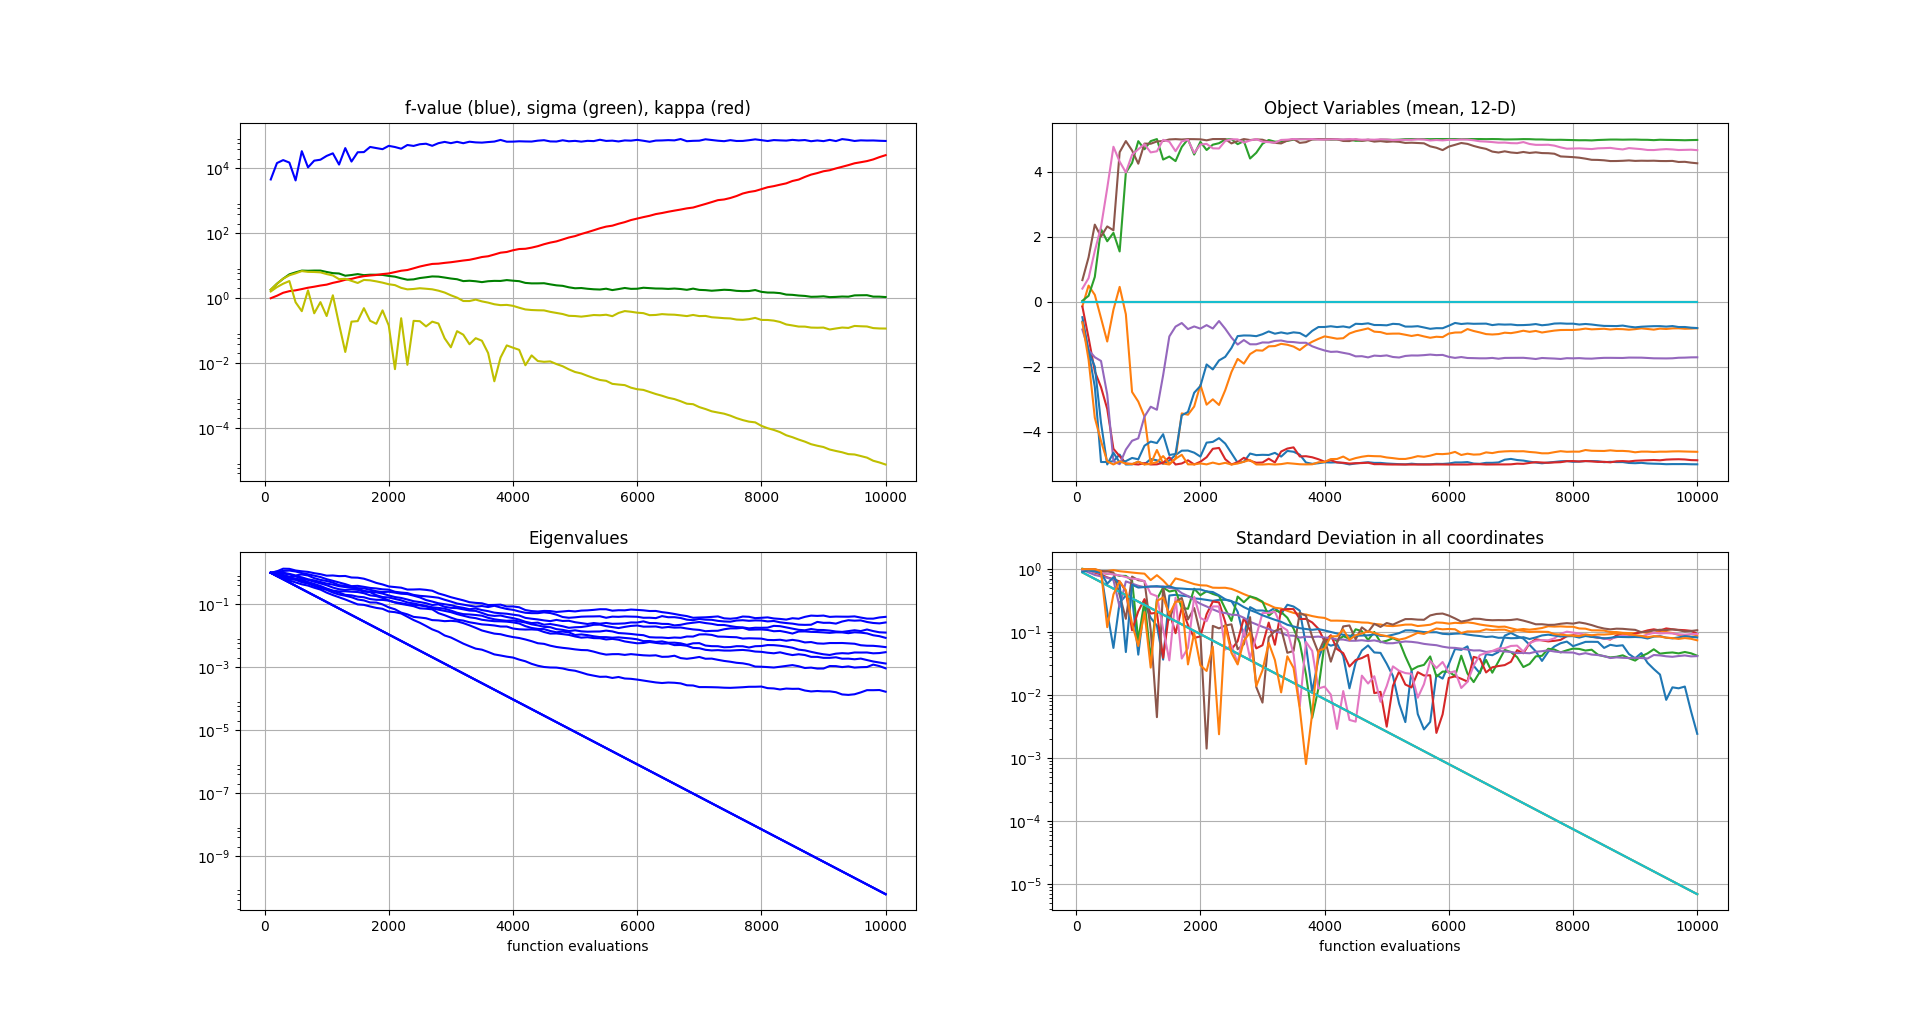 f-value (blue), sigma (green), kappa (red)
10^4
10^2
10^0
10^−2
10^−4
0 2000 4000 6000 8000 10000
Object Variables (mean, 12-D)
4
2
0
−2
−4
0 2000 4000 6000 8000 10000
Eigenvalues
10^−1
10^−3
10^−5
10^−7
10^−9
0 2000 4000 6000 8000 10000
function evaluations
Standard Deviation in all coordinates
10^0
10^−1
10^−2
10^−3
10^−4
10^−5
0 2000 4000 6000 8000 10000
function evaluations